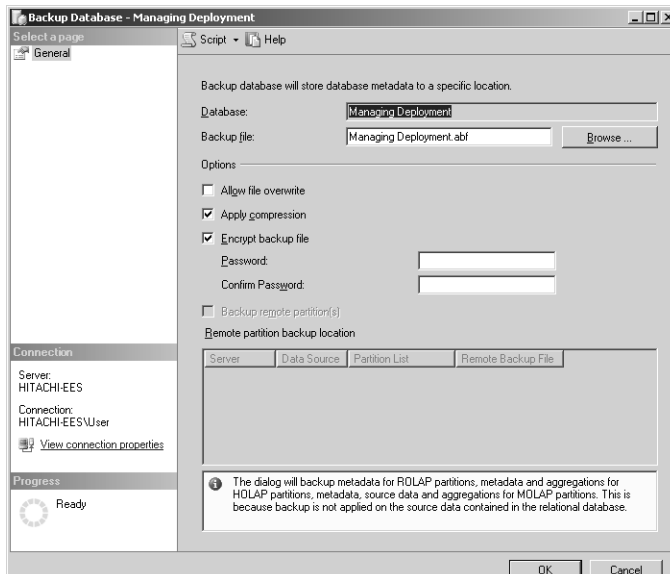 Backup Database - Managing Deployment
Select a page
General
Script
Help
Backup database will store database metadata to a specific location.
Database:
Managing Deployment
Backup file:
Managing Deployment.abf
Browse ...
Options
Allow file overwrite
Apply compression
Encrypt backup file
Password:
Confirm Password:
Backup remote partition(s)
Remote partition backup location
Server
Data Source
Partition List
Remote Backup File
Connection
Server:
HITACHI-EES
Connection:
HITACHI-EES\User
View connection properties
Progress
Ready
The dialog will backup metadata for ROLAP partitions, metadata and aggregations for
HOLAP partitions, metadata, source data and aggregations for MOLAP partitions. This is
because backup is not applied on the source data contained in the relational database.
OK
Cancel